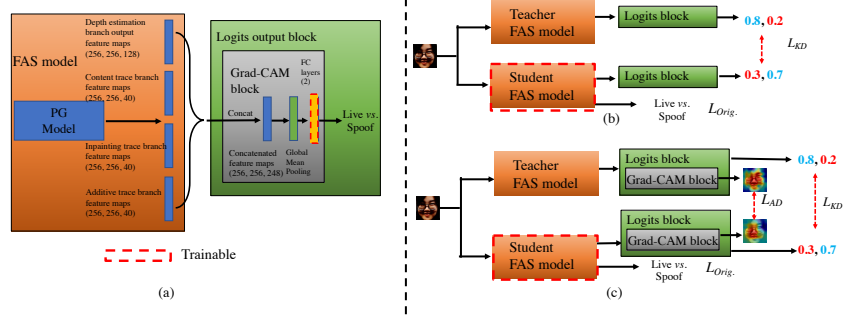 Depth estimation
branch output
feature maps
(256, 256, 128)
FAS model
Content trace branch
feature maps
(256, 256, 40)
PG
Model
Inpainting trace branch
feature maps
(256, 256, 40)
Additive trace branch
feature maps
(256, 256, 40)
Logits output block
Grad-CAM
block
FC
layers
(2)
Concat
Live vs.
Spoof
Concatenated
feature maps
(256, 256, 248)
Global
Mean
Pooling
Trainable
(a)
Teacher
FAS model
Logits block
0.8, 0.2
L_KD
Student
FAS model
Logits block
0.3, 0.7
Live vs.
Spoof
L_Orig.
(b)
Teacher
FAS model
Logits block
Grad-CAM block
0.8, 0.2
L_AD
L_KD
Student
FAS model
Logits block
Grad-CAM block
0.3, 0.7
Live vs.
Spoof
L_Orig.
(c)